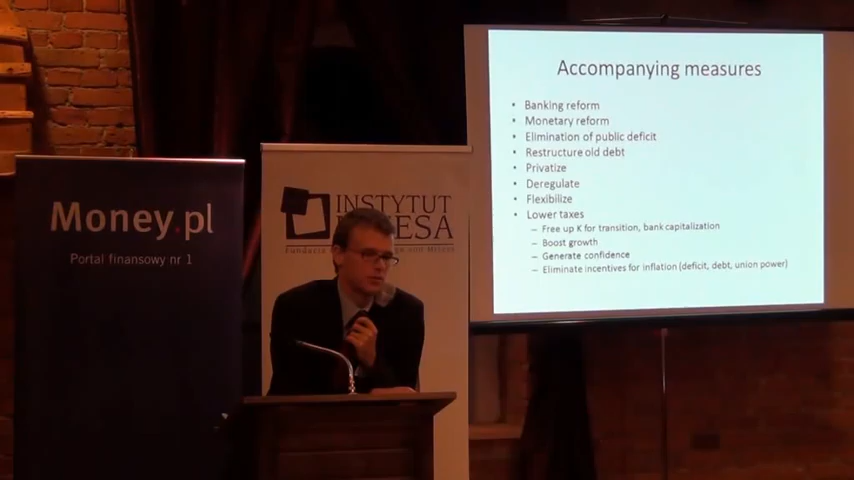 Money.pl
Portal finansowy nr 1
INSTYTUT
ESA
Accompanying measures
• Banking reform
• Monetary reform
• Elimination of public deficit
• Restructure old debt
• Privatize
• Deregulate
• Flexibilize
• Lower taxes
– Free up K for transition, bank capitalization
– Boost growth
– Generate confidence
– Eliminate incentives for inflation (deficit, debt, union power)